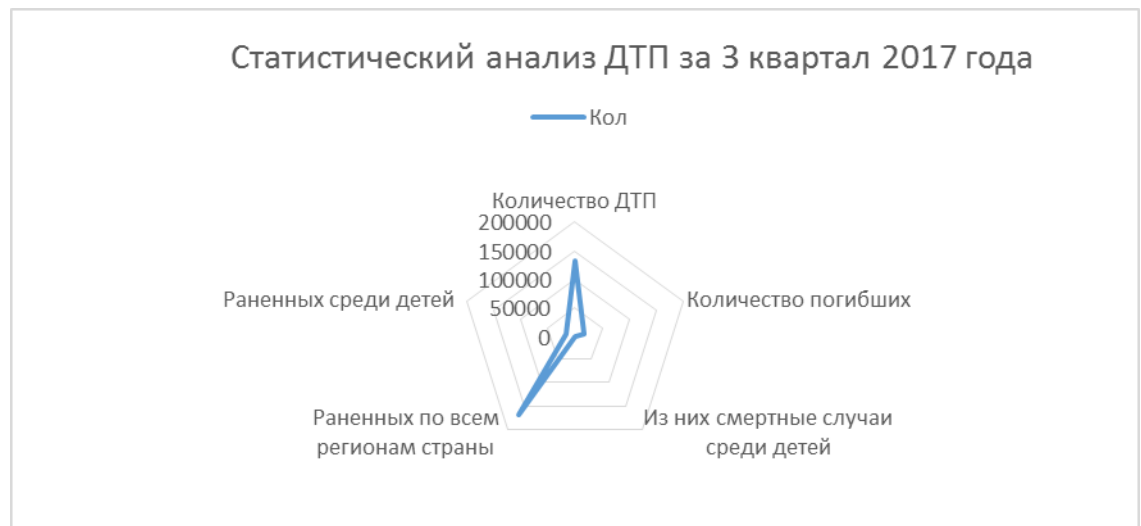 Статистический анализ ДТП за 3 квартал 2017 года
Кол
Количество ДТП
200000
150000
100000
50000
0
Раненных среди детей
Количество погибших
Раненных по всем
регионам страны
Из них смертные случаи
среди детей